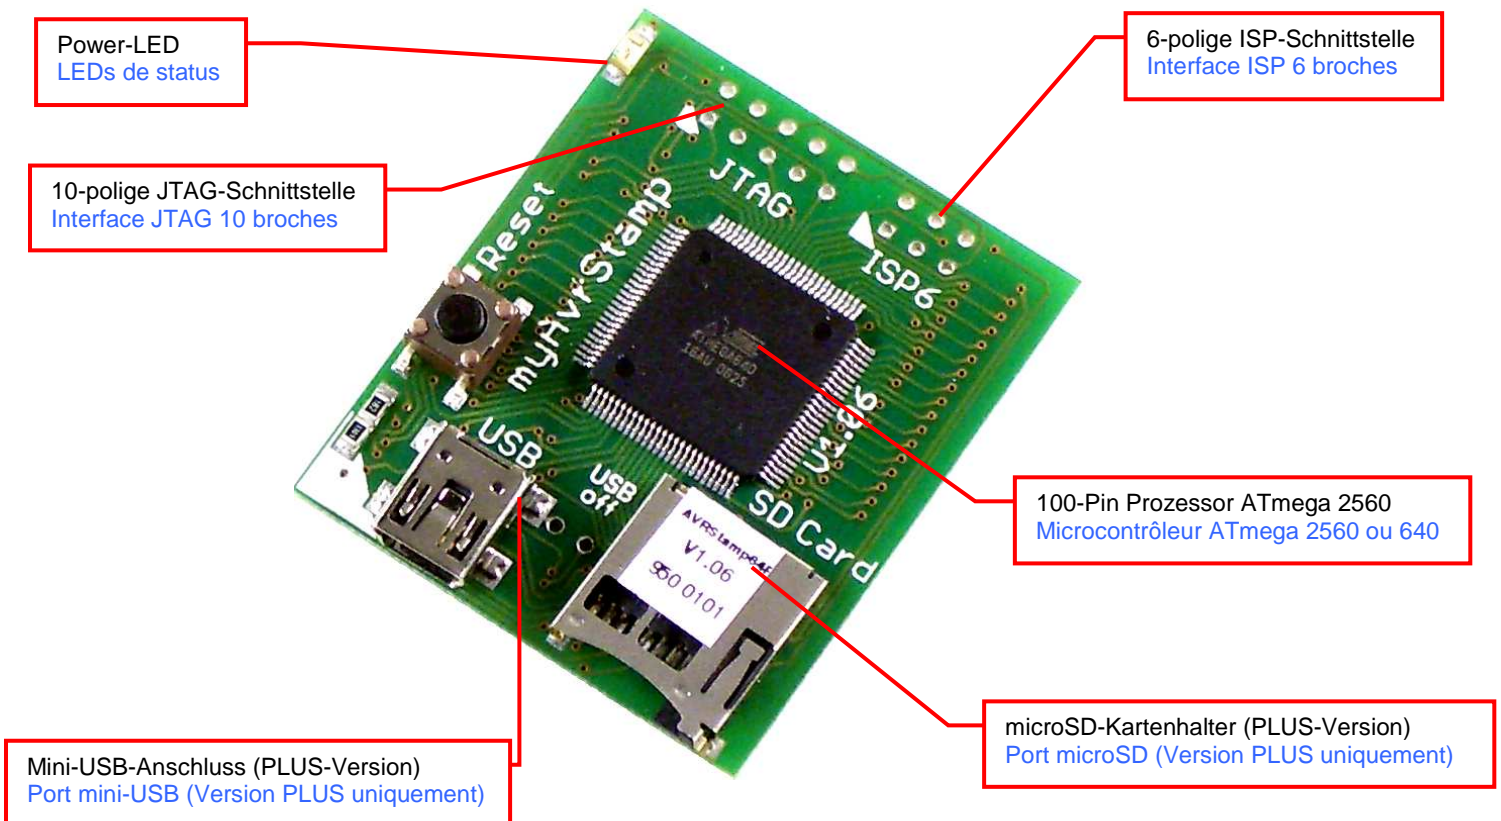 Power-LED
LEDs de status
6-polige ISP-Schnittstelle
Interface ISP 6 broches
10-polige JTAG-Schnittstelle
Interface JTAG 10 broches
JTAG
ISP6
Reset
myAvrStamp
V1.06
USB
USB
off
SD Card
V1.06
950 0101
100-Pin Prozessor ATmega 2560
Microcontrôleur ATmega 2560 ou 640
microSD-Kartenhalter (PLUS-Version)
Port microSD (Version PLUS uniquement)
Mini-USB-Anschluss (PLUS-Version)
Port mini-USB (Version PLUS uniquement)